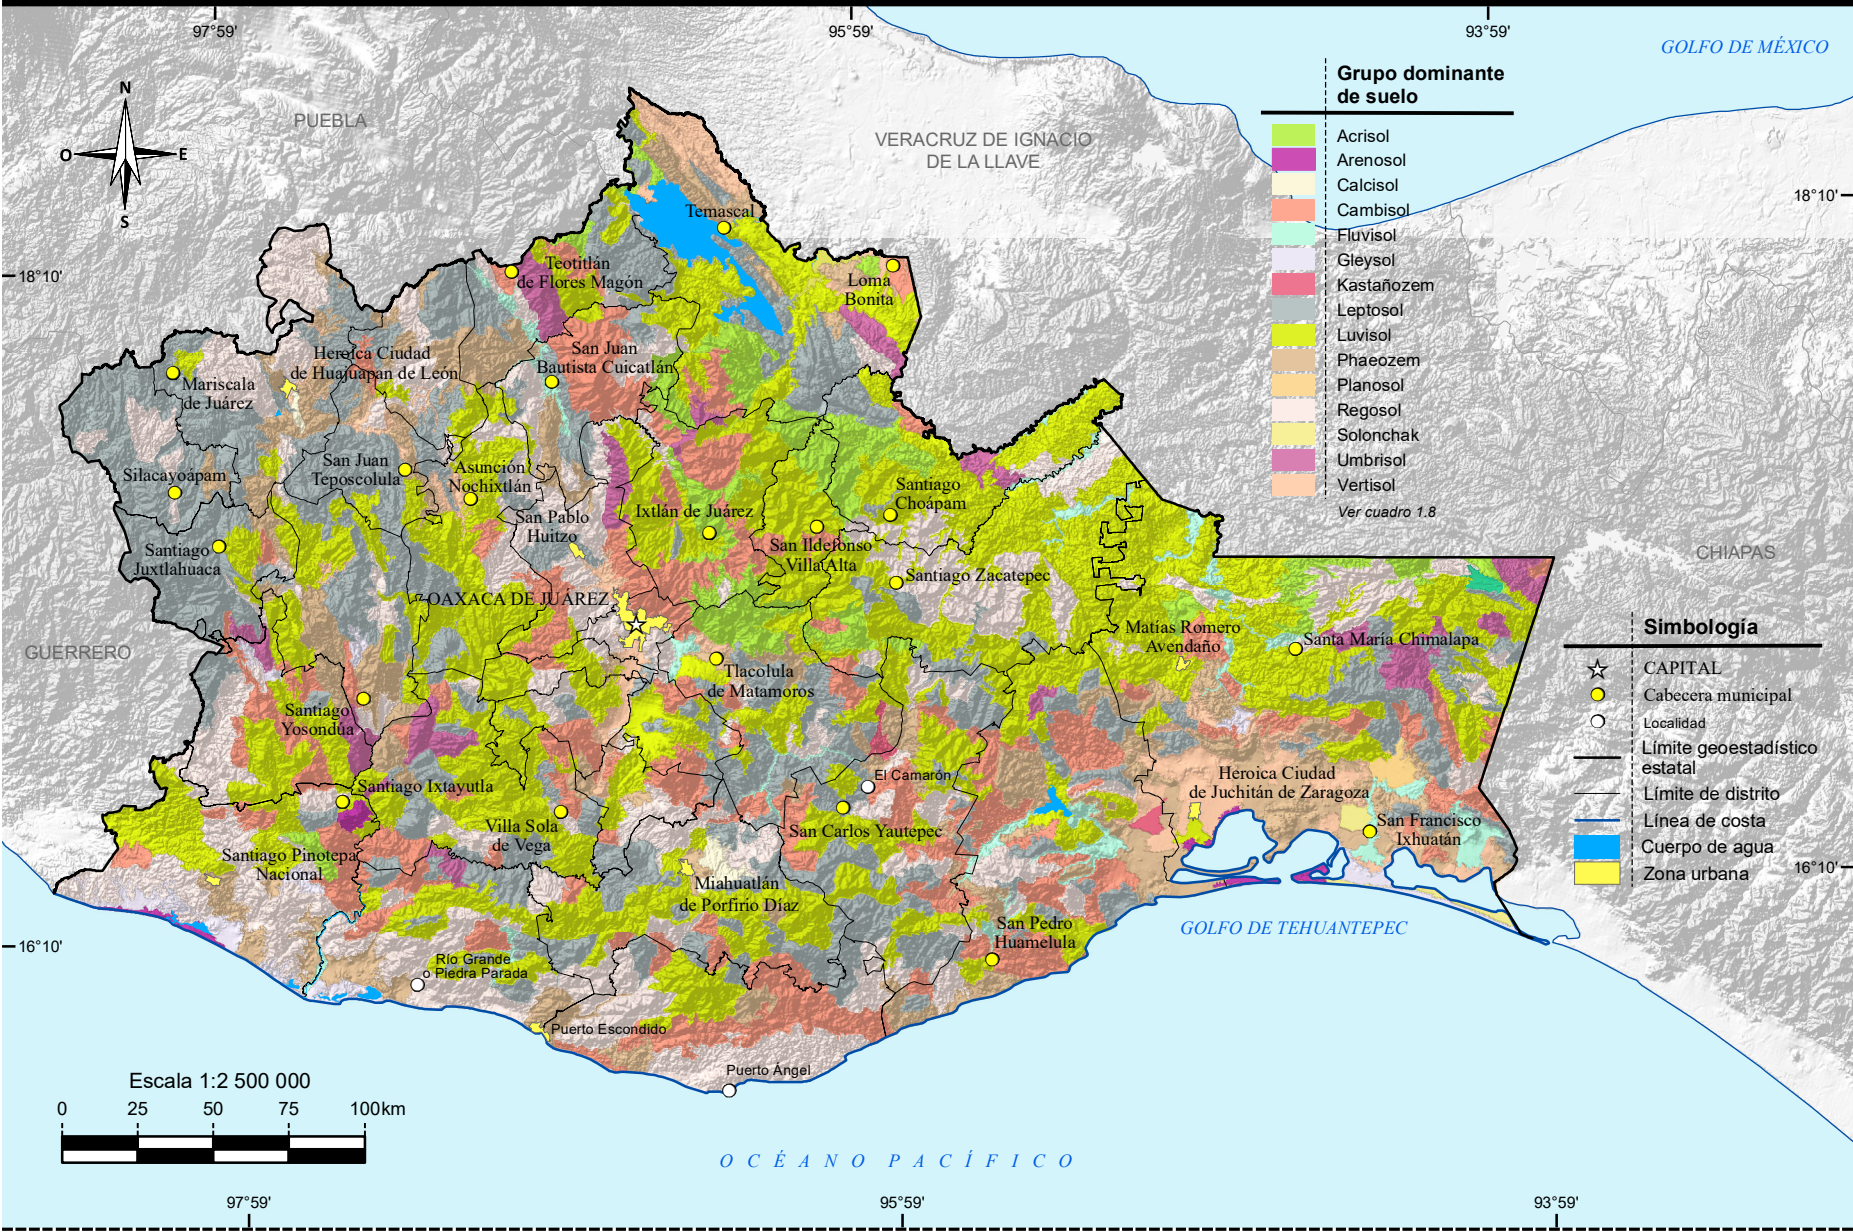 97°59'
95°59'
93°59'
GOLFO DE MÉXICO
N
O
E
S
PUEBLA
VERACRUZ DE IGNACIO
DE LA LLAVE
Grupo dominante
de suelo
Acrisol
Arenosol
Calcisol
Cambisol
Fluvisol
Gleysol
Kastañozem
Leptosol
Luvisol
Phaeozem
Planosol
Regosol
Solonchak
Umbrisol
Vertisol
Ver cuadro 1.8
18°10'
18°10'
Temascal
Teotitlán
de Flores Magón
Loma
Bonita
Heroica Ciudad
de Huajuapan de León
San Juan
Bautista Cuicatlán
Mariscala
de Juárez
Silacayoápam
San Juan
Teposcolula
Asunción
Nochixtlán
Santiago
Choápam
San Pablo
Huitzo
Ixtlán de Juárez
Santiago
Juxtlahuaca
San Ildefonso
Villa Alta
Santiago Zacatepec
CHIAPAS
OAXACA DE JUÁREZ
GUERRERO
Matías Romero
Avendaño
Santa María Chimalapa
Tlacolula
de Matamoros
Santiago
Yosondúa
Simbología
CAPITAL
Cabecera municipal
Localidad
Límite geoestadístico
estatal
Límite de distrito
Línea de costa
Cuerpo de agua
Zona urbana
Santiago Ixtayutla
El Camarón
Heroica Ciudad
de Juchitán de Zaragoza
Villa Sola
de Vega
San Carlos Yautepec
San Francisco
Ixhuatán
Santiago Pinotepa
Nacional
Miahuatlán
de Porfirio Díaz
16°10'
San Pedro
Huamelula
GOLFO DE TEHUANTEPEC
16°10'
Río Grande
o Piedra Parada
Puerto Escondido
Puerto Ángel
Escala 1:2 500 000
0 25 50 75 100km
OCÉANO PACÍFICO
97°59'
95°59'
93°59'